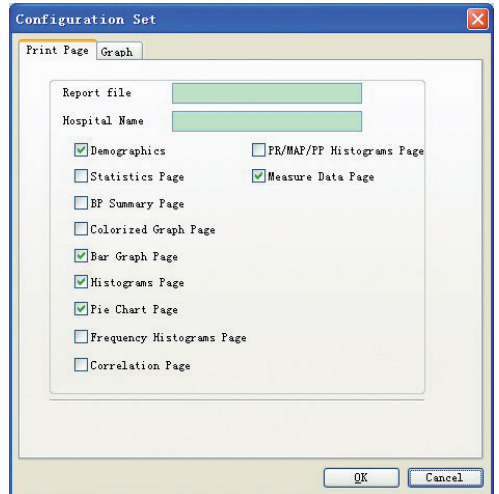 Configuration Set
Print Page Graph
Report file
Hospital Name
Demographics PR/MAP/PP Histograms Page
Statistics Page Measure Data Page
BP Summary Page
Colorized Graph Page
Bar Graph Page
Histograms Page
Pie Chart Page
Frequency Histograms Page
Correlation Page
OK Cancel